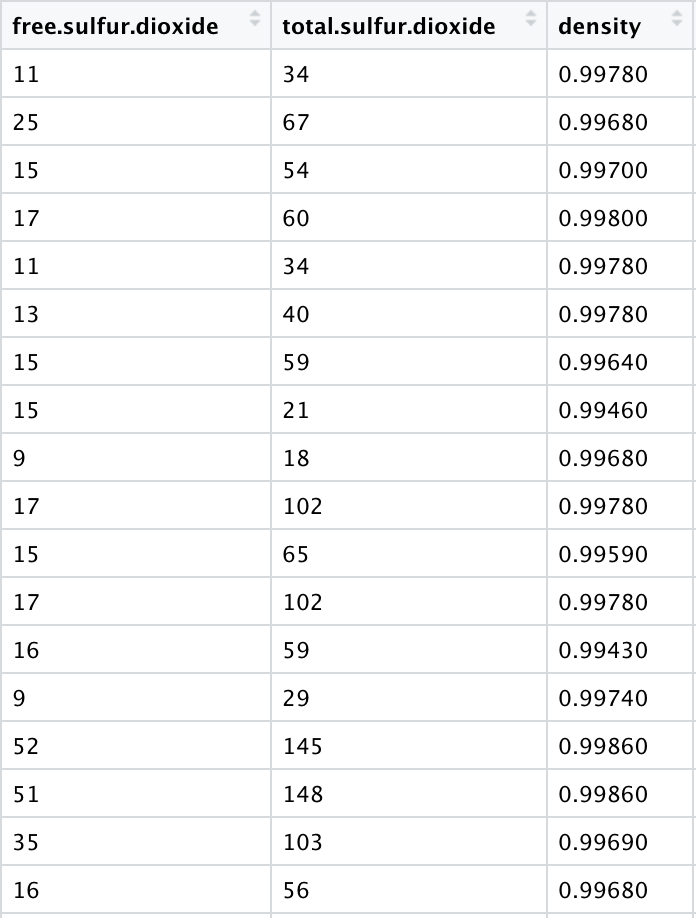 free.sulfur.dioxide total.sulfur.dioxide density
11 34 0.99780
25 67 0.99680
15 54 0.99700
17 60 0.99800
11 34 0.99780
13 40 0.99780
15 59 0.99640
15 21 0.99460
9 18 0.99680
17 102 0.99780
15 65 0.99590
17 102 0.99780
16 59 0.99430
9 29 0.99740
52 145 0.99860
51 148 0.99860
35 103 0.99690
16 56 0.99680